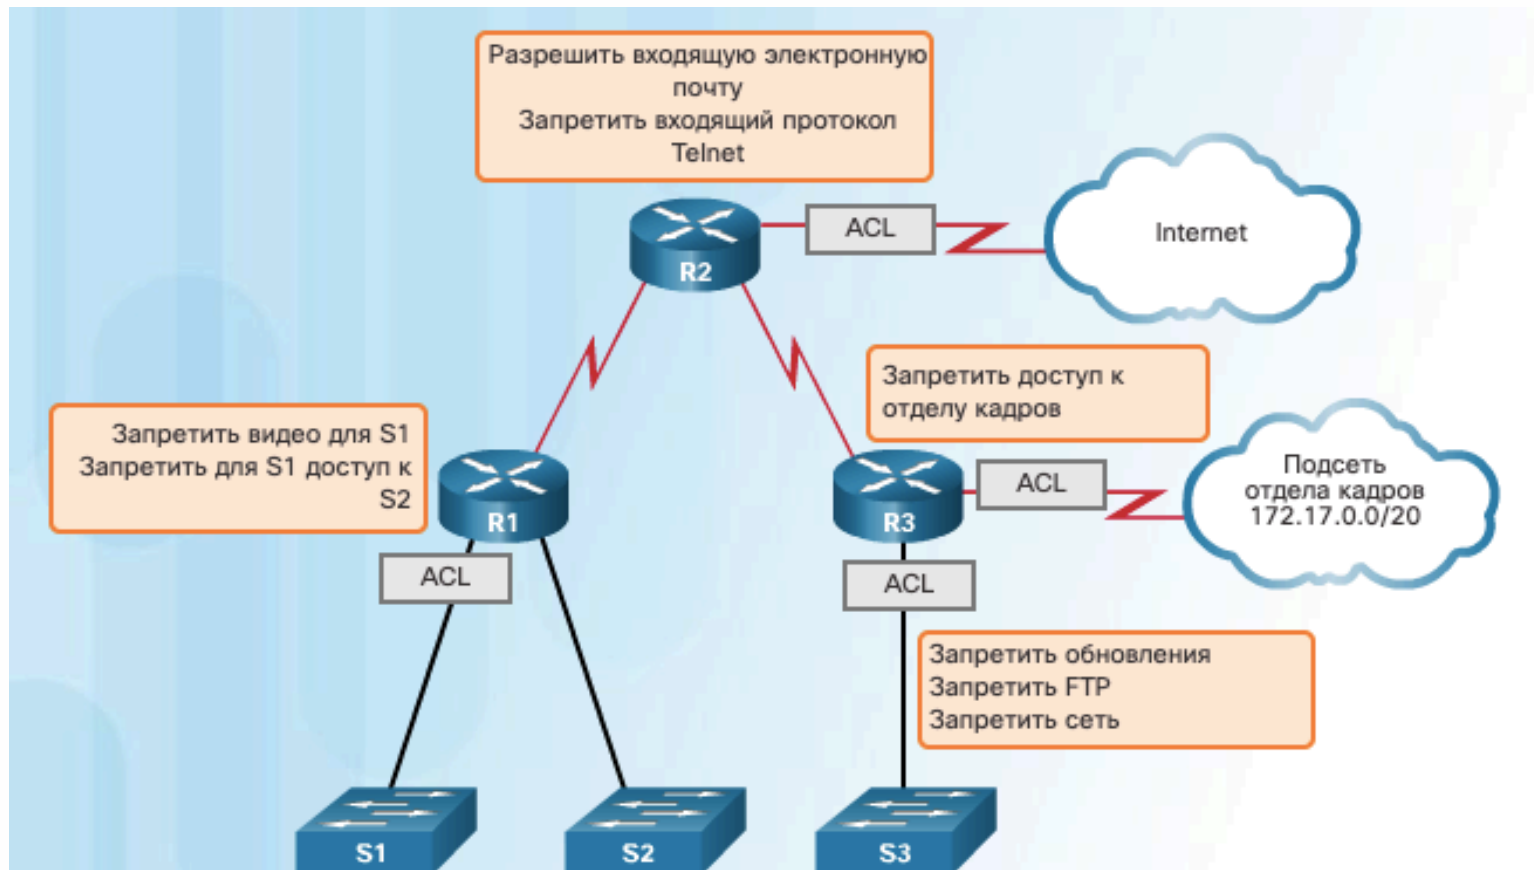 Разрешить входящую электронную
почту
Запретить входящий протокол
Telnet
ACL
Internet
R2
Запретить доступ к
отделу кадров
Запретить видео для S1
Запретить для S1 доступ к
S2
R1
R3
ACL
Подсеть
отдела кадров
172.17.0.0/20
ACL
ACL
Запретить обновления
Запретить FTP
Запретить сеть
S1
S2
S3